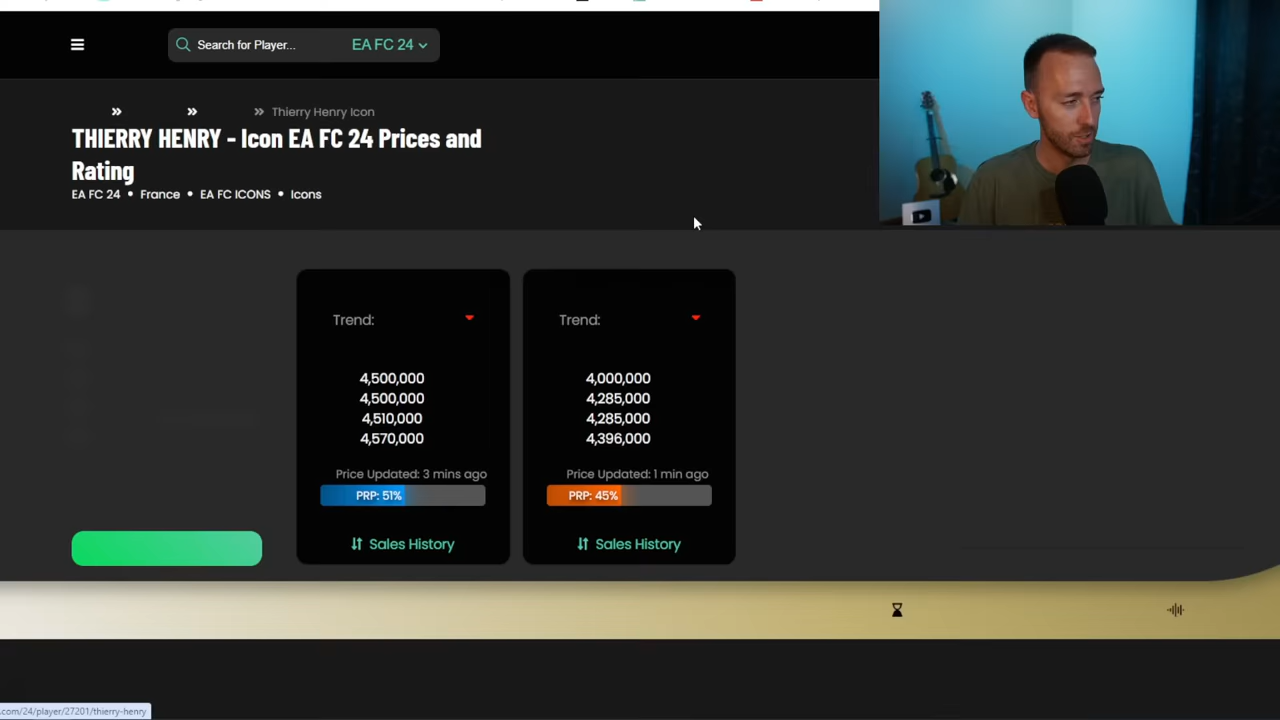 Search for Player...
EA FC 24
Thierry Henry Icon
THIERRY HENRY - Icon EA FC 24 Prices and
Rating
EA FC 24 • France • EA FC ICONS • Icons
Trend:
4,500,000
4,500,000
4,510,000
4,570,000
Price Updated: 3 mins ago
PRP: 51%
Sales History
Trend:
4,000,000
4,285,000
4,285,000
4,396,000
Price Updated: 1 min ago
PRP: 45%
Sales History
.com/24/player/27201/thierry-henry